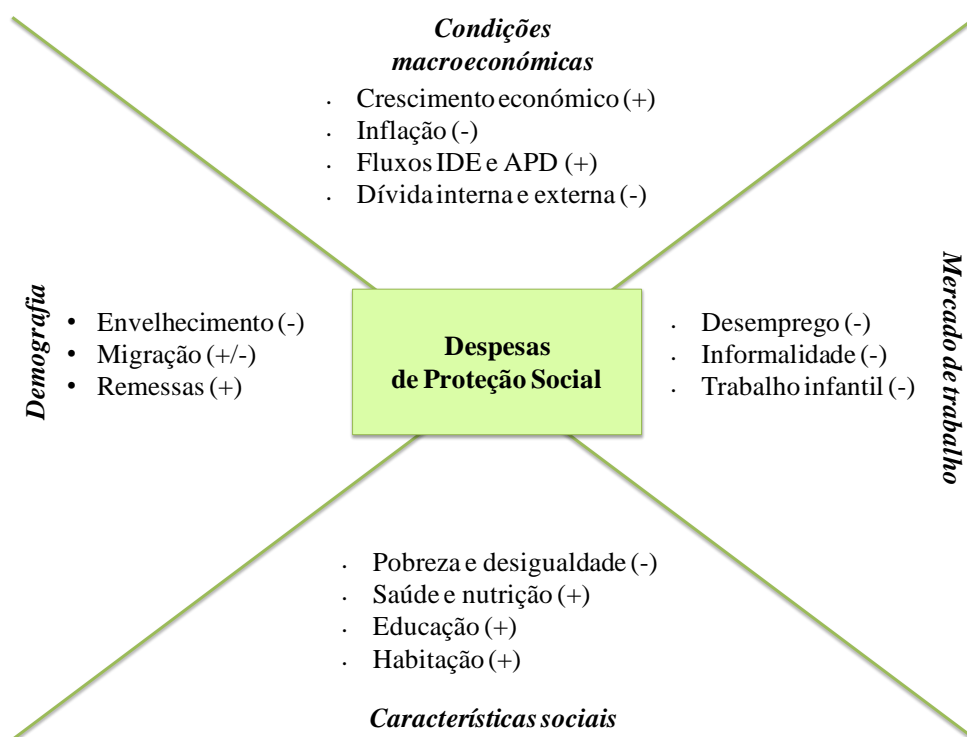 Condições
macroeconómicas
· Crescimento económico (+)
· Inflação (-)
· Fluxos IDE e APD (+)
· Dívida interna e externa (-)
Demografia
• Envelhecimento (-)
• Migração (+/-)
• Remessas (+)
Despesas
de Proteção Social
· Desemprego (-)
· Informalidade (-)
· Trabalho infantil (-)
Mercado de trabalho
· Pobreza e desigualdade (-)
· Saúde e nutrição (+)
· Educação (+)
· Habitação (+)
Características sociais